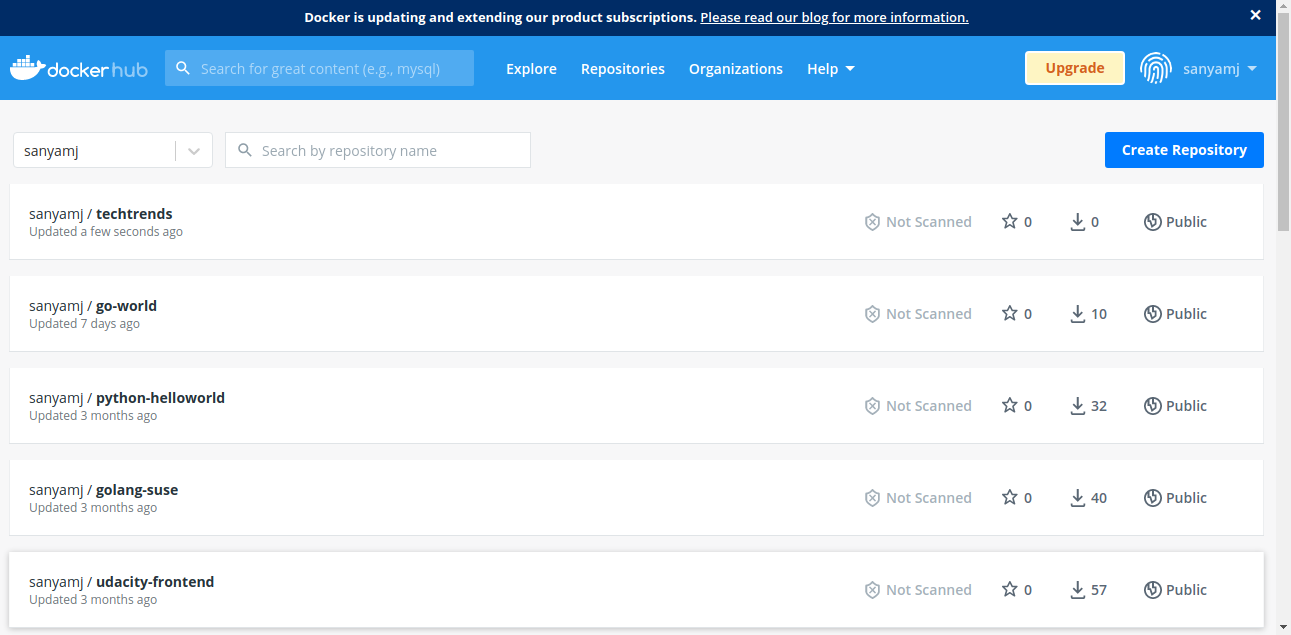 Docker is updating and extending our product subscriptions. Please read our blog for more information.
docker hub
Search for great content (e.g., mysql)
Explore
Repositories
Organizations
Help
Upgrade
sanyamj
sanyamj
Search by repository name
Create Repository
sanyamj / techtrends
Updated a few seconds ago
Not Scanned
0
0
Public
sanyamj / go-world
Updated 7 days ago
Not Scanned
0
10
Public
sanyamj / python-helloworld
Updated 3 months ago
Not Scanned
0
32
Public
sanyamj / golang-suse
Updated 3 months ago
Not Scanned
0
40
Public
sanyamj / udacity-frontend
Updated 3 months ago
Not Scanned
0
57
Public